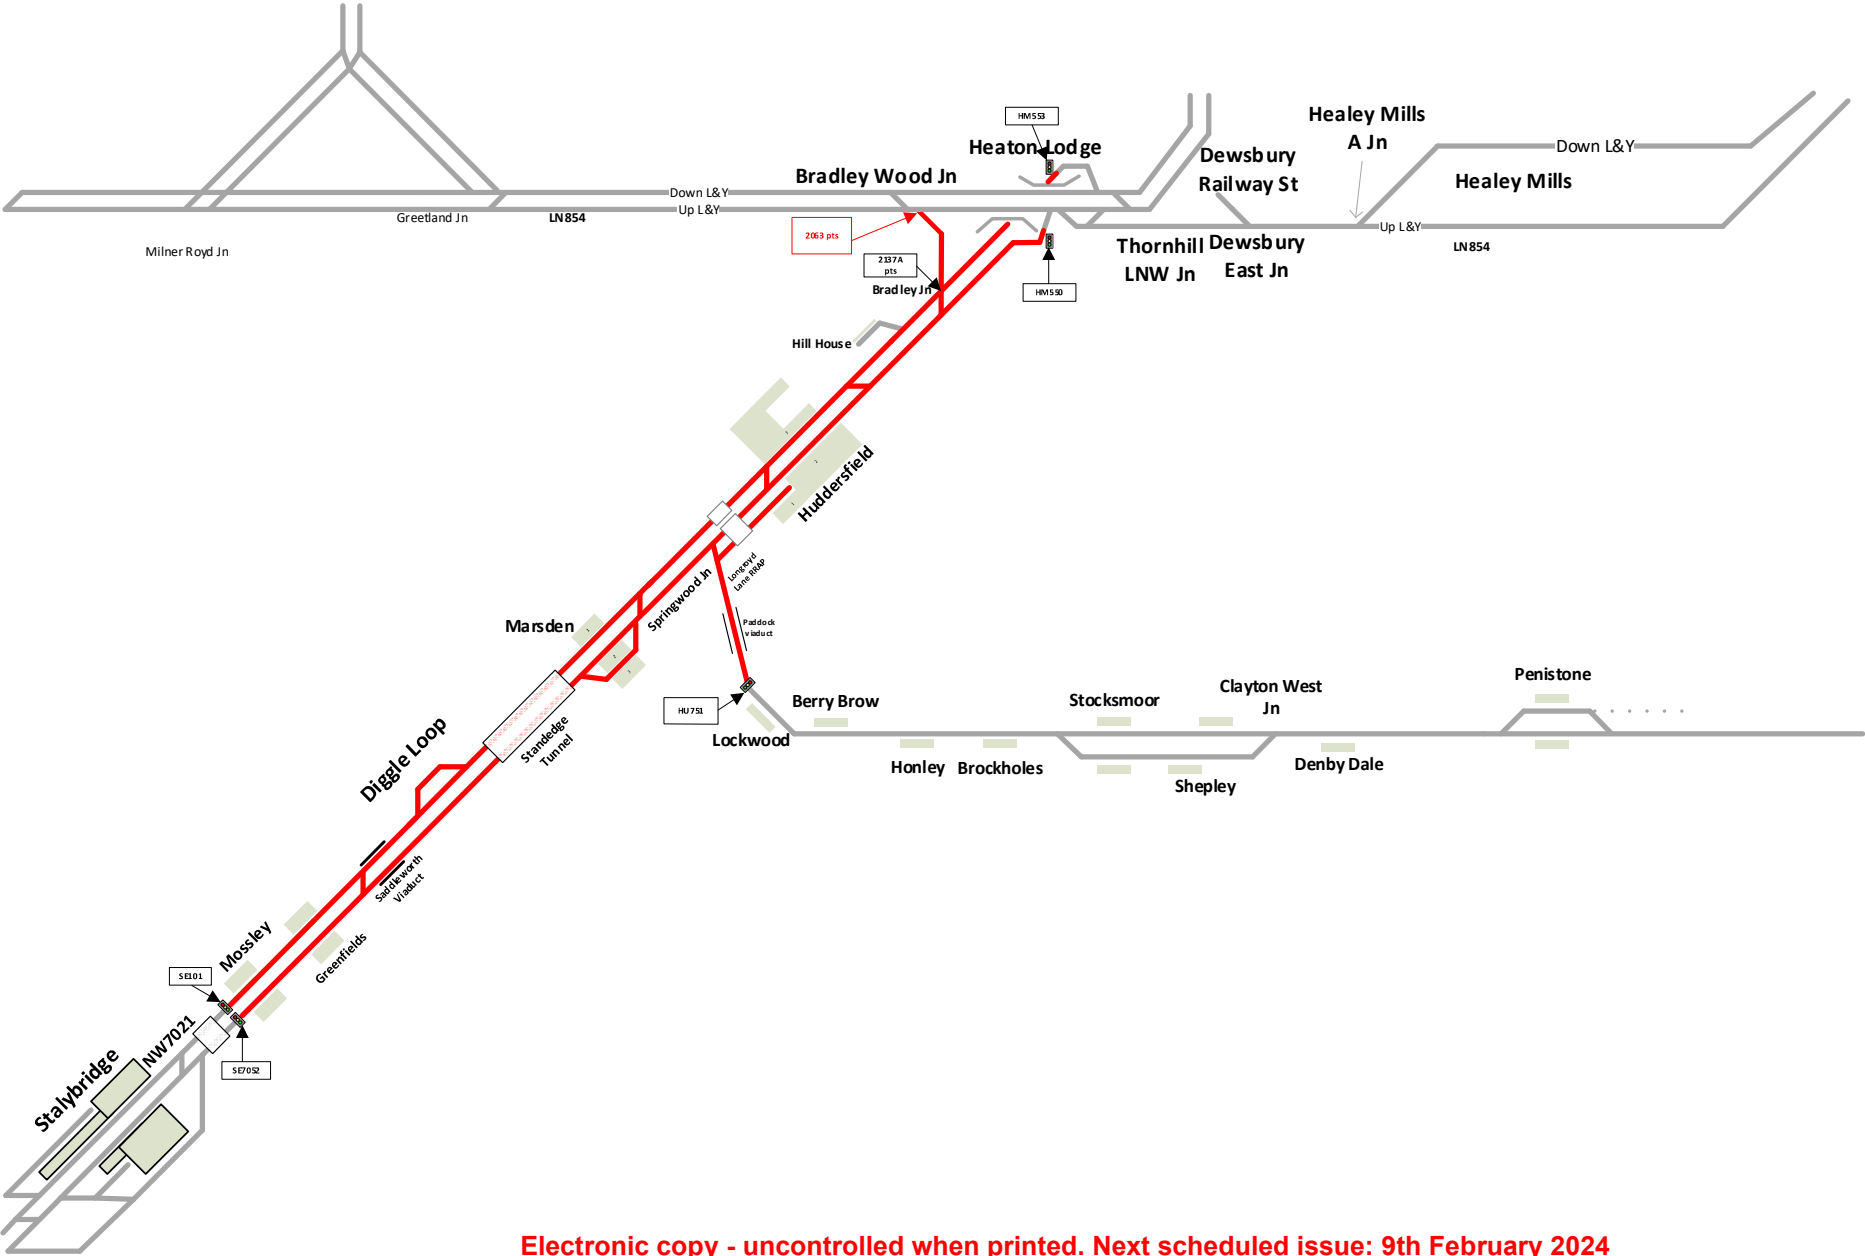 HM553
Heaton Lodge
Healey Mills
A Jn
Down L&Y
Dewsbury
Railway St
Bradley Wood Jn
Healey Mills
Down L&Y
Up L&Y
Greetland Jn
LN854
Up L&Y
2063 pts
Milner Royd Jn
Thornhill
LNW Jn
Dewsbury
East Jn
LN854
2137A
pts
Bradley Jn
HM550
Hill House
Huddersfield
Longroyd
Lane RRAP
Springwood Jn
Marsden
1
2
3
Paddock
viaduct
HU751
Lockwood
Berry Brow
Honley
Brockholes
Stocksmoor
Clayton West
Jn
Shepley
Denby Dale
Penistone
Standedge
Tunnel
Diggle Loop
Saddleworth
Viaduct
Mossley
Greenfields
SE101
NW7021
SE7052
Stalybridge
Electronic copy - uncontrolled when printed. Next scheduled issue: 9th February 2024